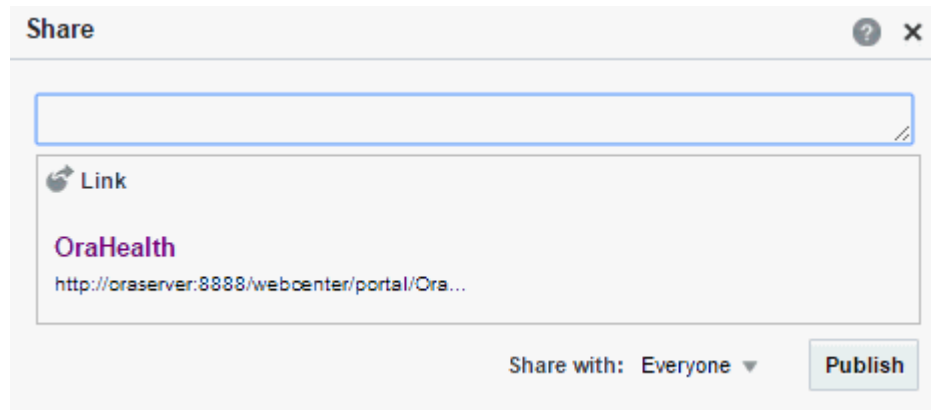 Share
Link
OraHealth
http://oraserver:8888/webcenter/portal/Ora...
Share with: Everyone
Publish